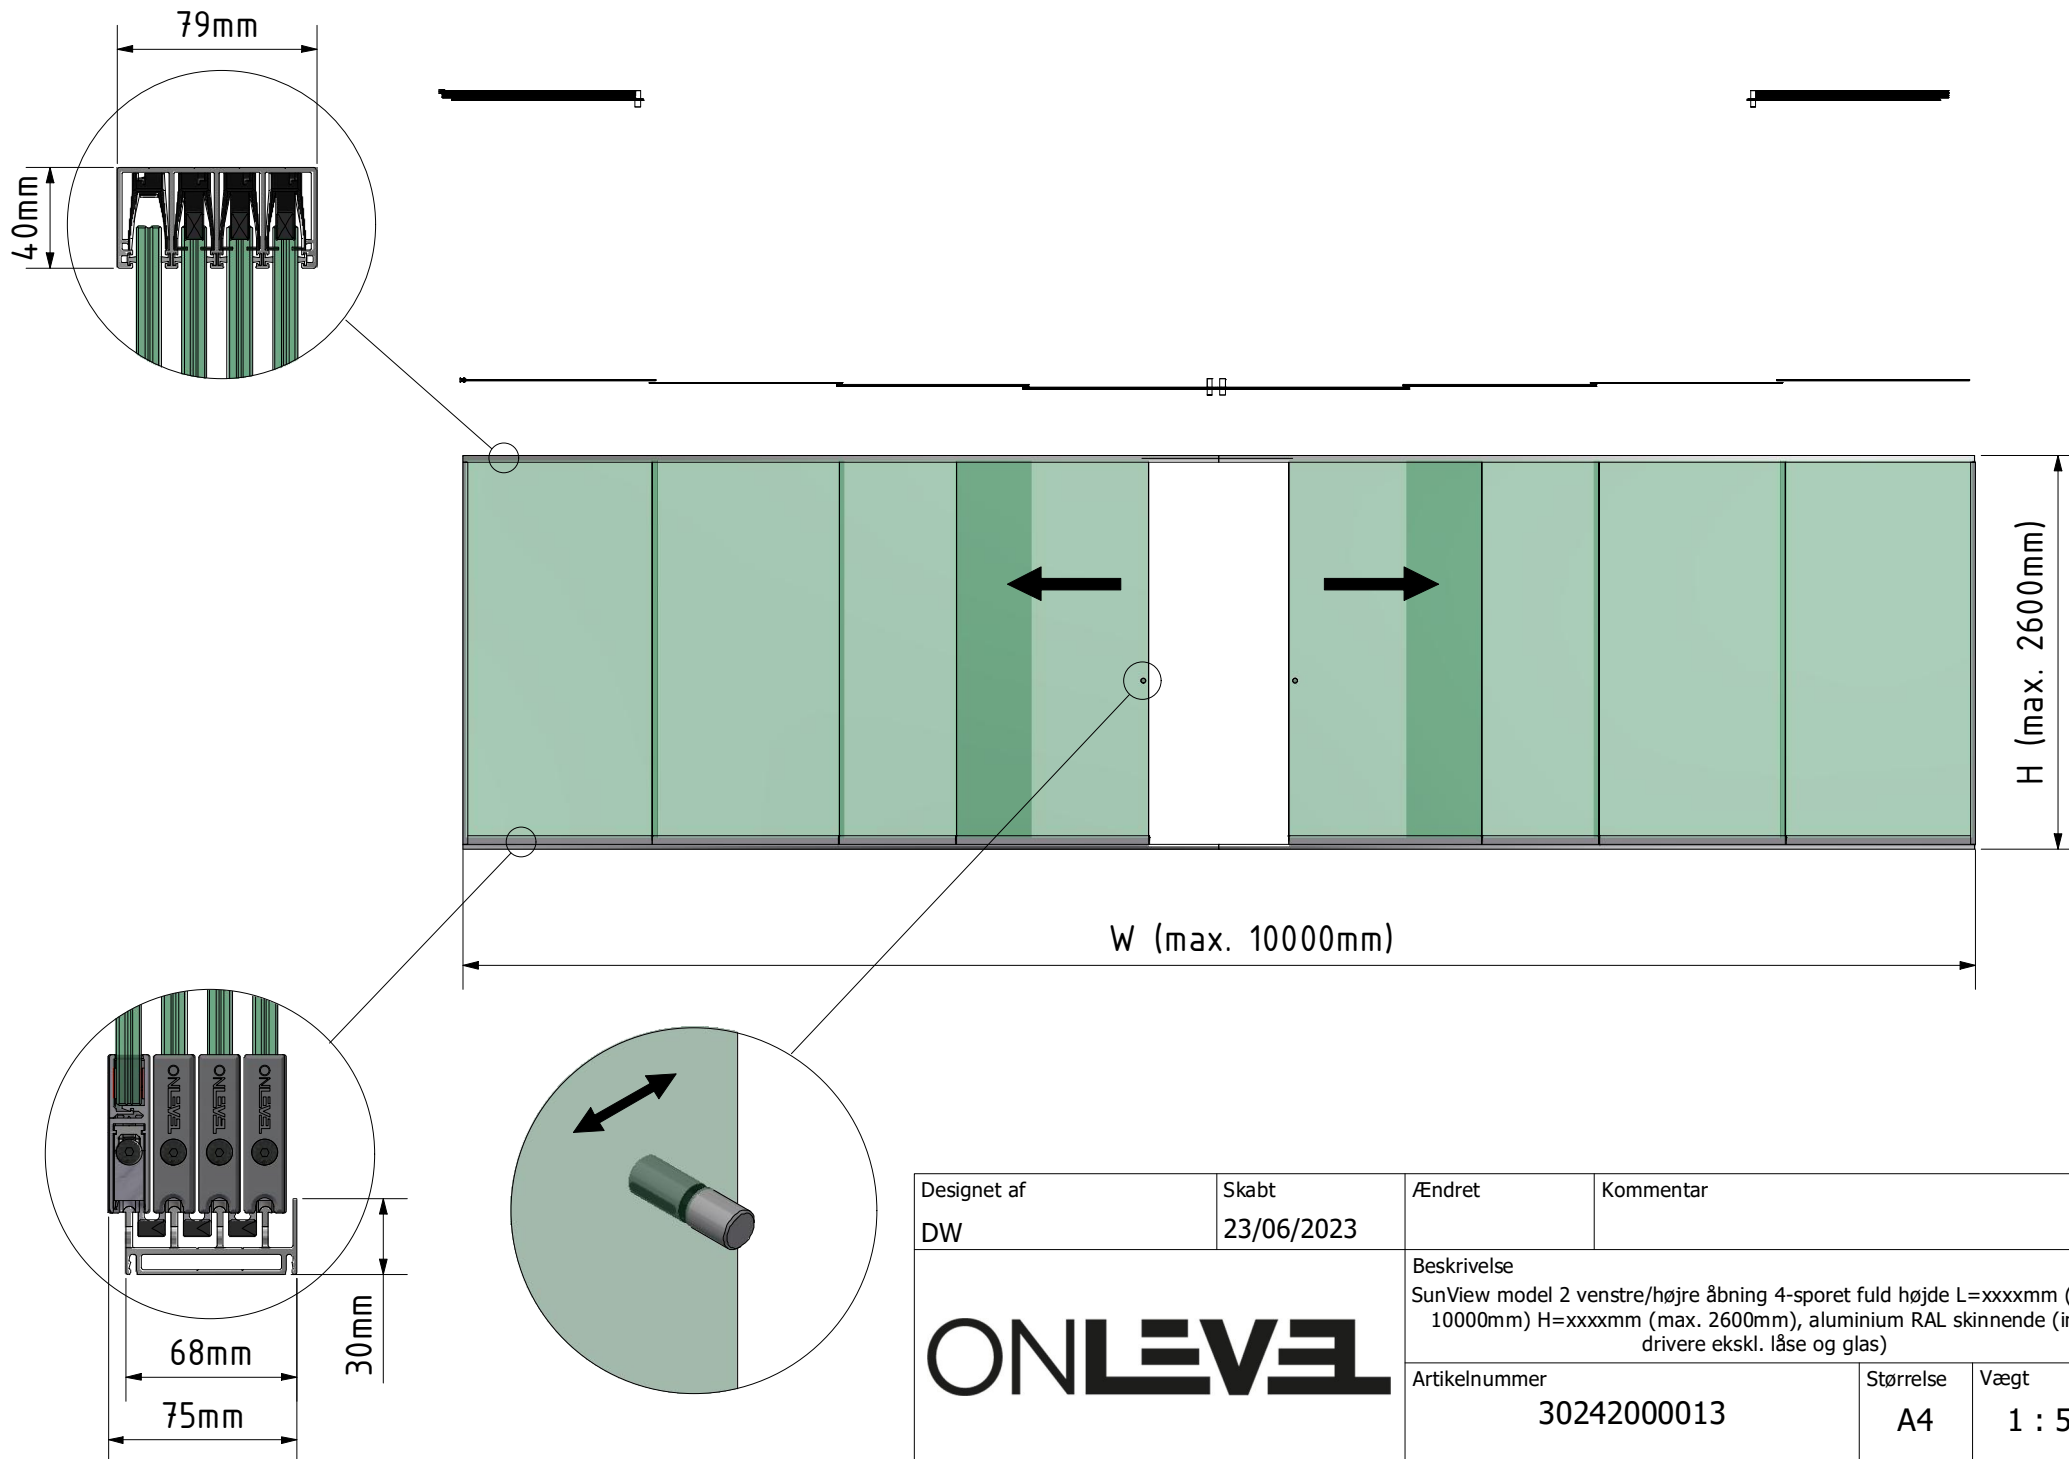 79mm
40mm
H (max. 2600mm)
W (max. 10000mm)
ONLEVEL
ONLEVEL
ONLEVEL
30mm
68mm
75mm
Designet af
DW
Skabt
23/06/2023
Ændret
Kommentar
ONLEVEL
Beskrivelse
SunView model 2 venstre/højre åbning 4-sporet fuld højde L=xxxxmm (
10000mm) H=xxxxmm (max. 2600mm), aluminium RAL skinnende (in
drivere ekskl. låse og glas)
Artikelnummer
30242000013
Størrelse
A4
Vægt
1 : 5